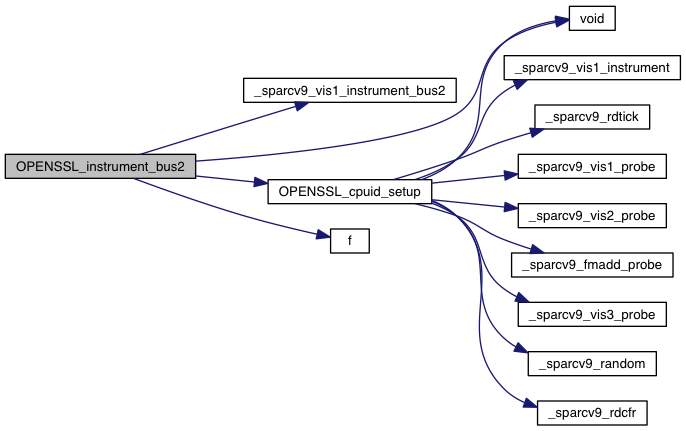 void
_sparcv9_vis1_instrument
_sparcv9_vis1_instrument_bus2
_sparcv9_rdtick
OPENSSL_instrument_bus2
_sparcv9_vis1_probe
OPENSSL_cpuid_setup
_sparcv9_vis2_probe
f
_sparcv9_fmadd_probe
_sparcv9_vis3_probe
_sparcv9_random
_sparcv9_rdcfr